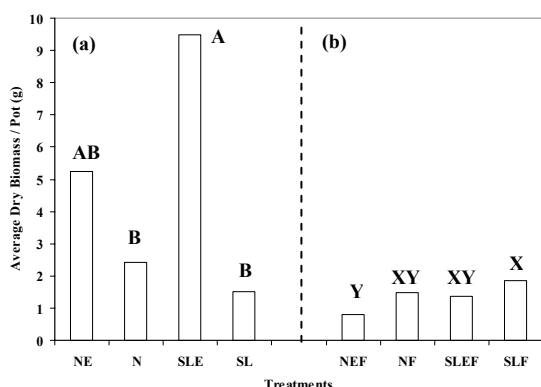 10
9
8
7
6
5
4
3
2
1
0
Average Dry Biomass / Pot (g)
(a)
(b)
AB
B
A
B
Y
XY
XY
X
NE N SLE SL NEF NF SLEF SLF
Treatments